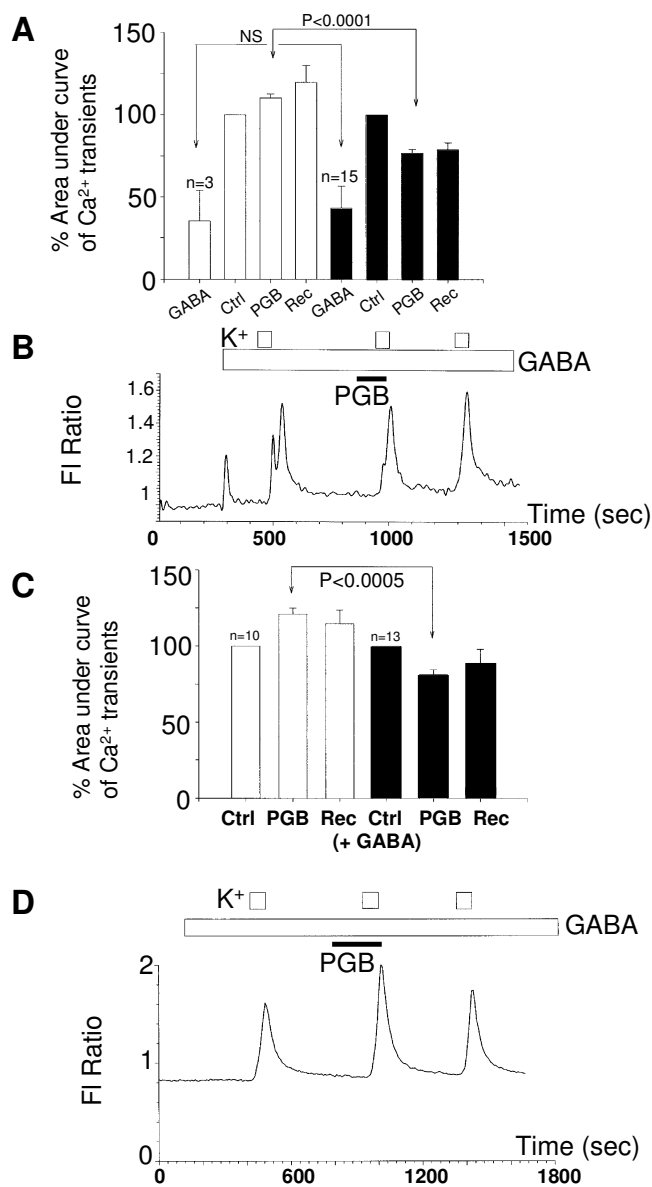 A
% Area under curve
of Ca2+ transients
150
100
50
0
P<0.0001
NS
n=3
n=15
GABA
Ctrl
PGB
Rec
GABA
Ctrl
PGB
Rec
B
K+
GABA
PGB
Fl Ratio
1.6
1.4
1.2
1
0
500
1000
1500
Time (sec)
C
% Area under curve
of Ca2+ transients
150
100
50
0
P<0.0005
n=10
n=13
Ctrl PGB Rec Ctrl PGB Rec
(+ GABA)
D
K+
GABA
PGB
Fl Ratio
2
1
0
Time (sec)
0
600
1200
1800